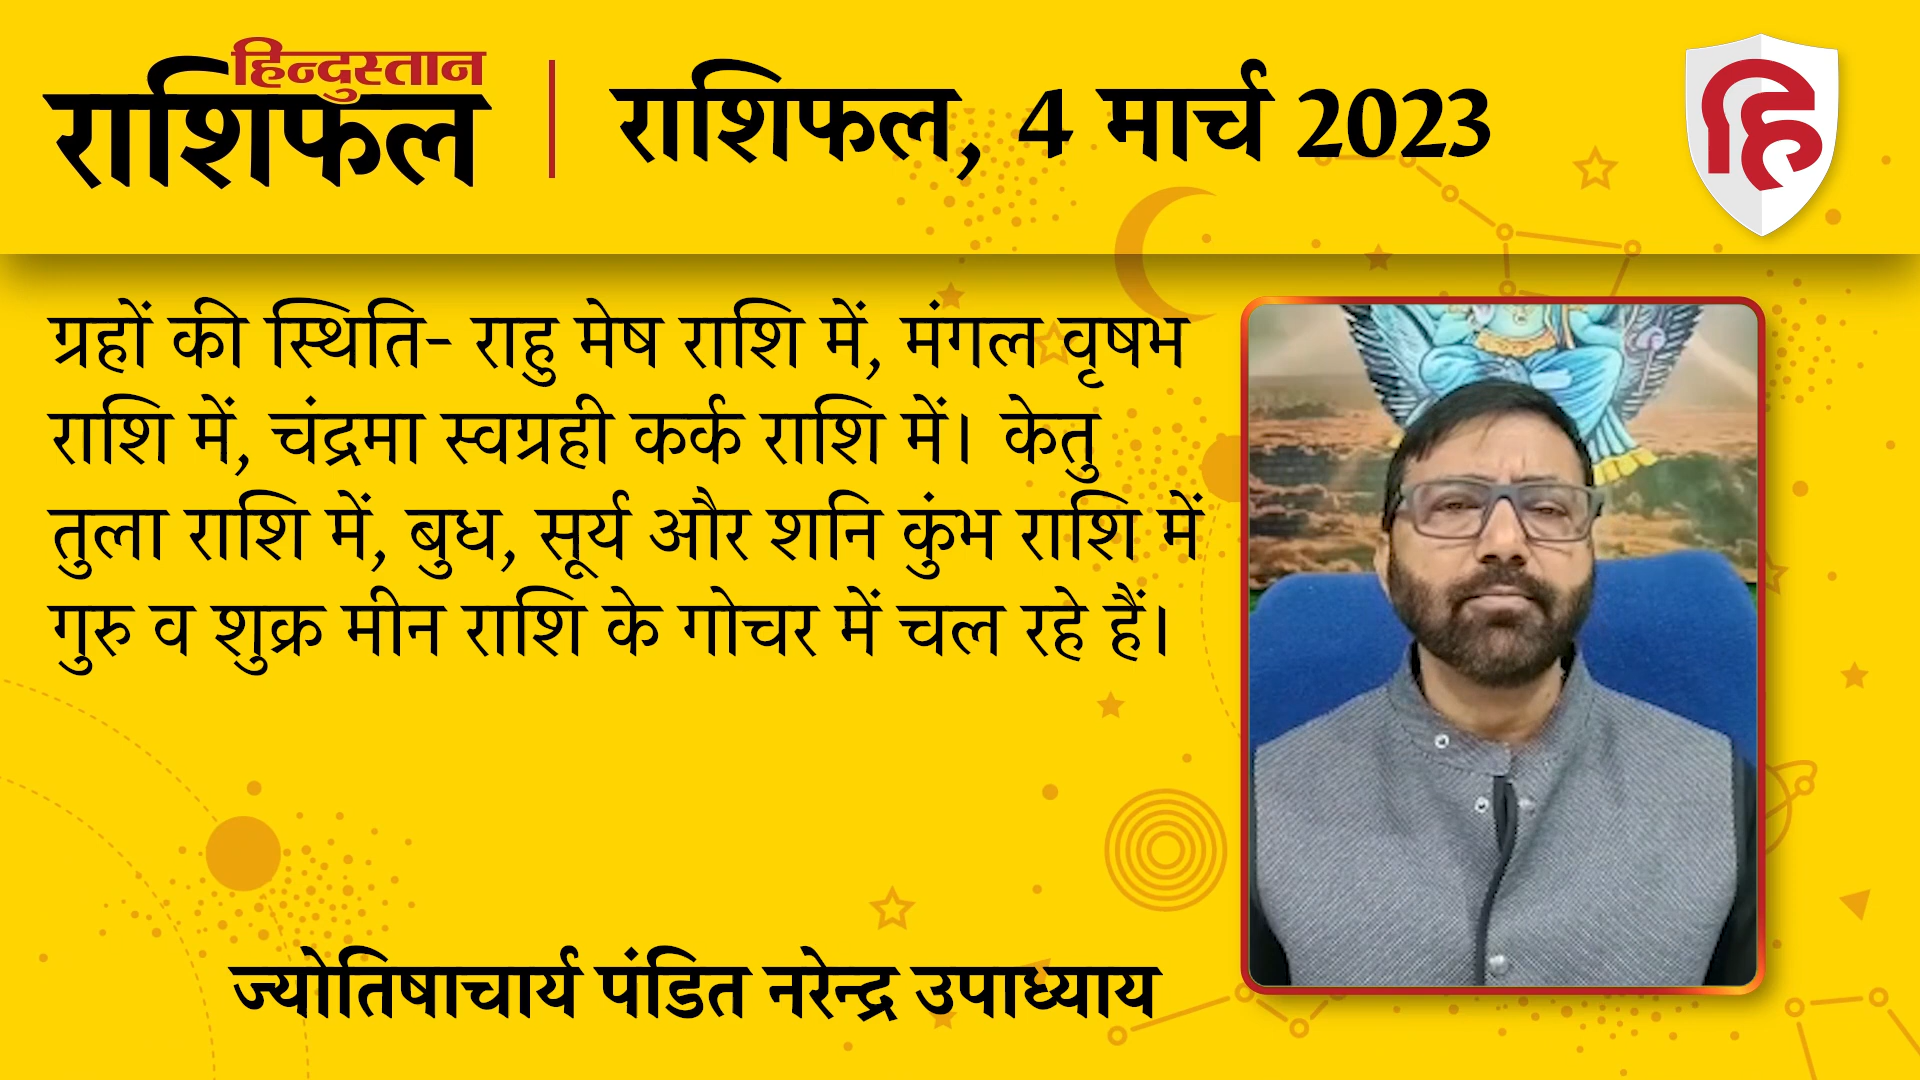 हिन्दुस्तान
राशिफल
राशिफल, 4 मार्च 2023
हि
ग्रहों की स्थिति- राहु मेष राशि में, मंगल वृषभ
राशि में, चंद्रमा स्वग्रही कर्क राशि में। केतु
तुला राशि में, बुध, सूर्य और शनि कुंभ राशि में
गुरु व शुक्र मीन राशि के गोचर में चल रहे हैं।
ज्योतिषाचार्य पंडित नरेन्द्र उपाध्याय